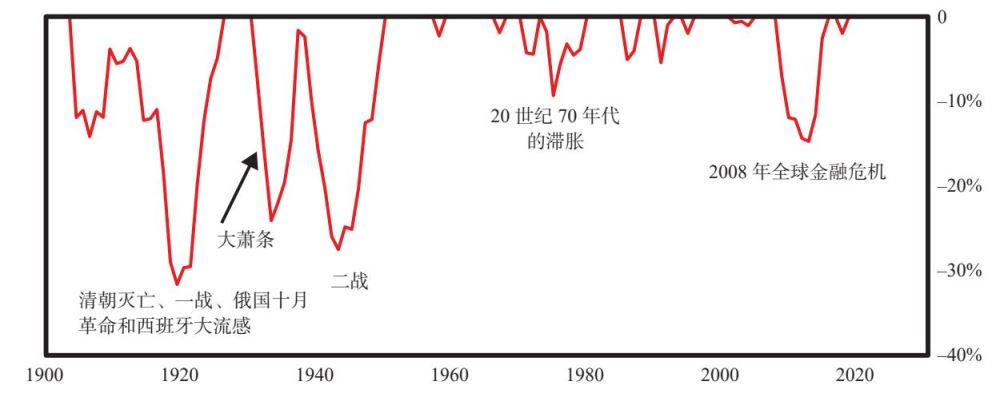 0
–10%
20 世纪 70 年代
的滞胀
2008 年全球金融危机
–20%
大萧条
–30%
二战
清朝灭亡、一战、俄国十月
革命和西班牙大流感
–40%
1900 1920 1940 1960 1980 2000 2020